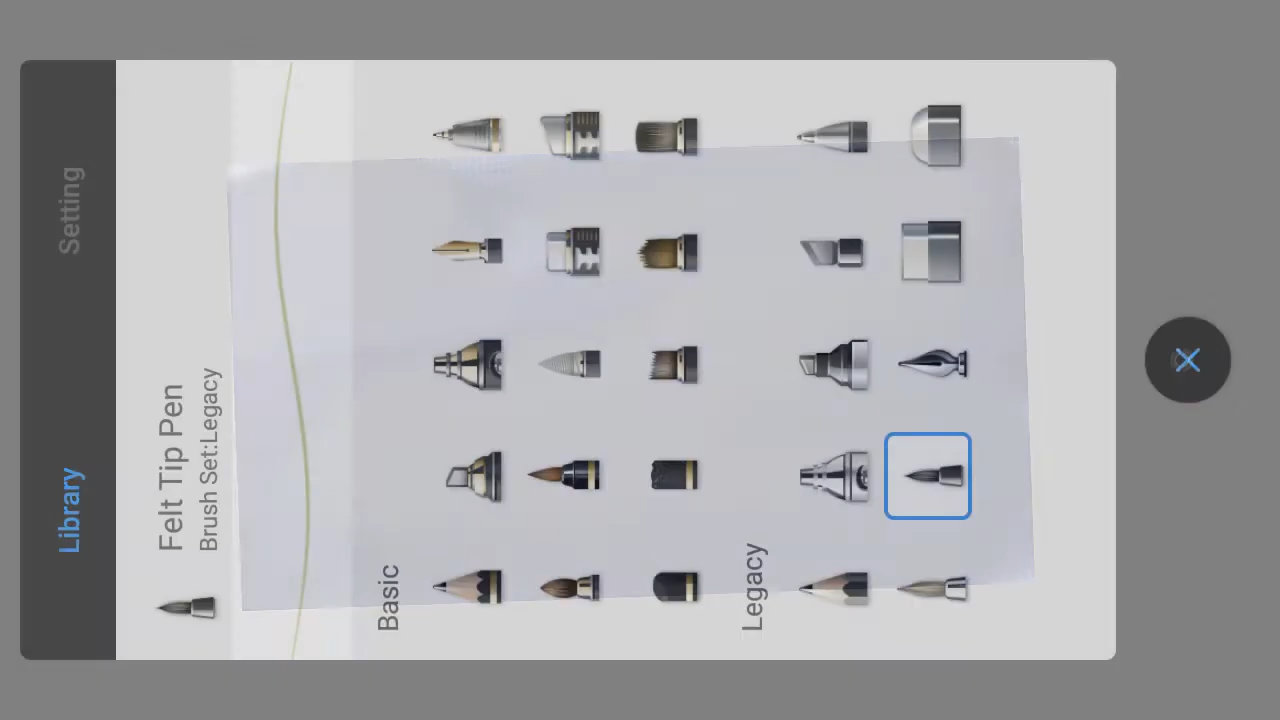 Library
Setting
Felt Tip Pen
Brush Set:Legacy
Basic
Legacy